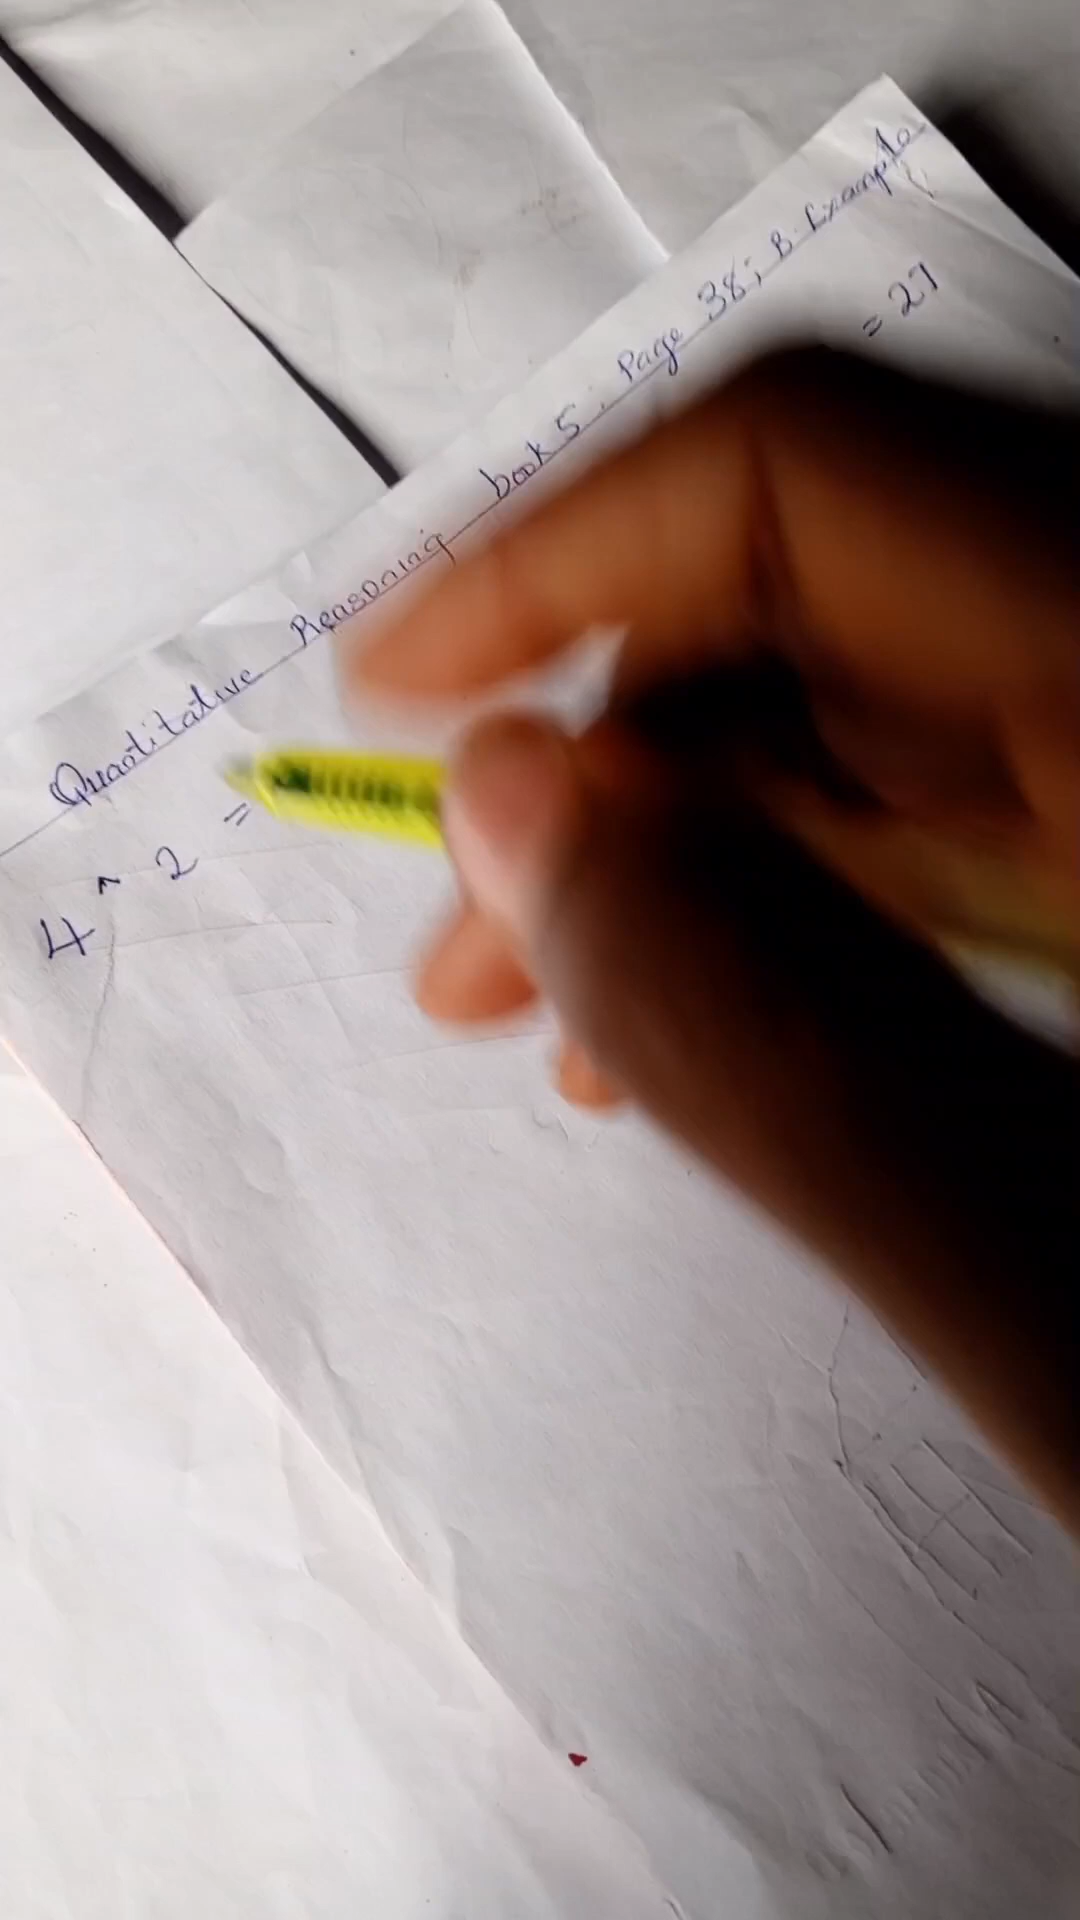 Quantitative Reasoning book 5. Page 38; B. Example
4 ^ 2 =
= 27